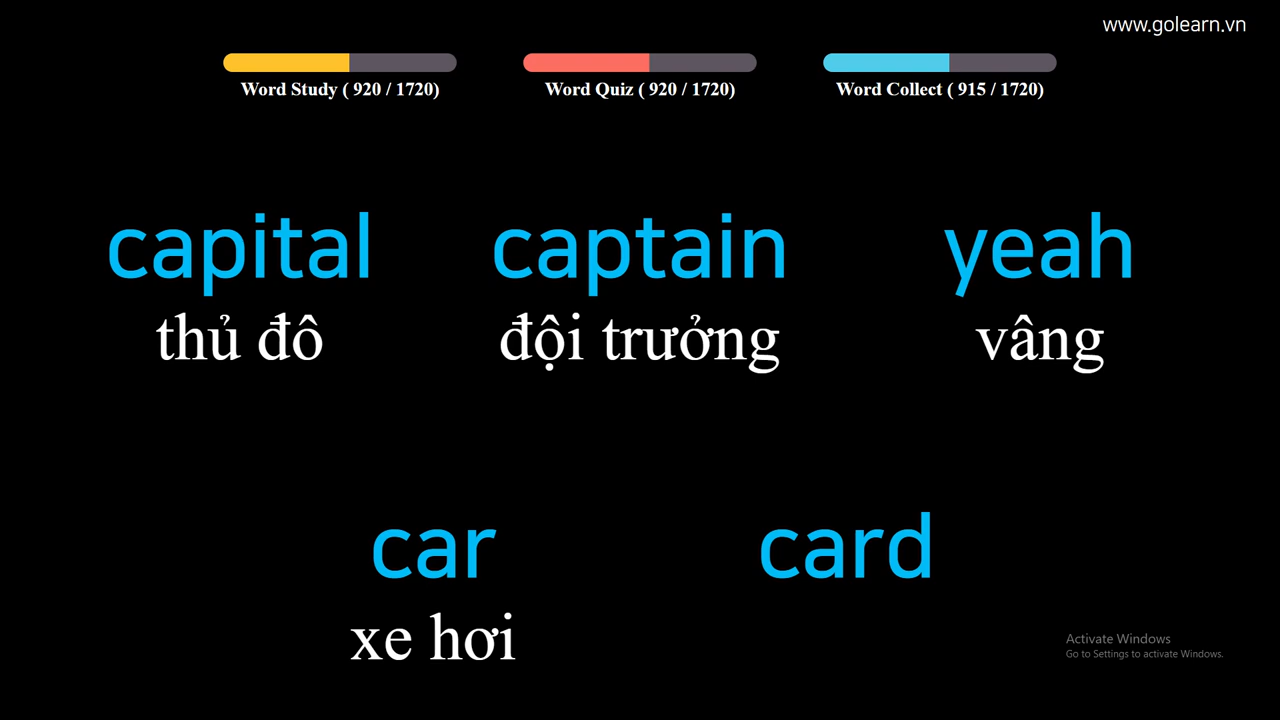 www.golearn.vn
Word Study ( 920 / 1720)
Word Quiz ( 920 / 1720)
Word Collect ( 915 / 1720)
capital
captain
yeah
thủ đô
đội trưởng
vâng
car
card
xe hơi
Activate Windows
Go to Settings to activate Windows.